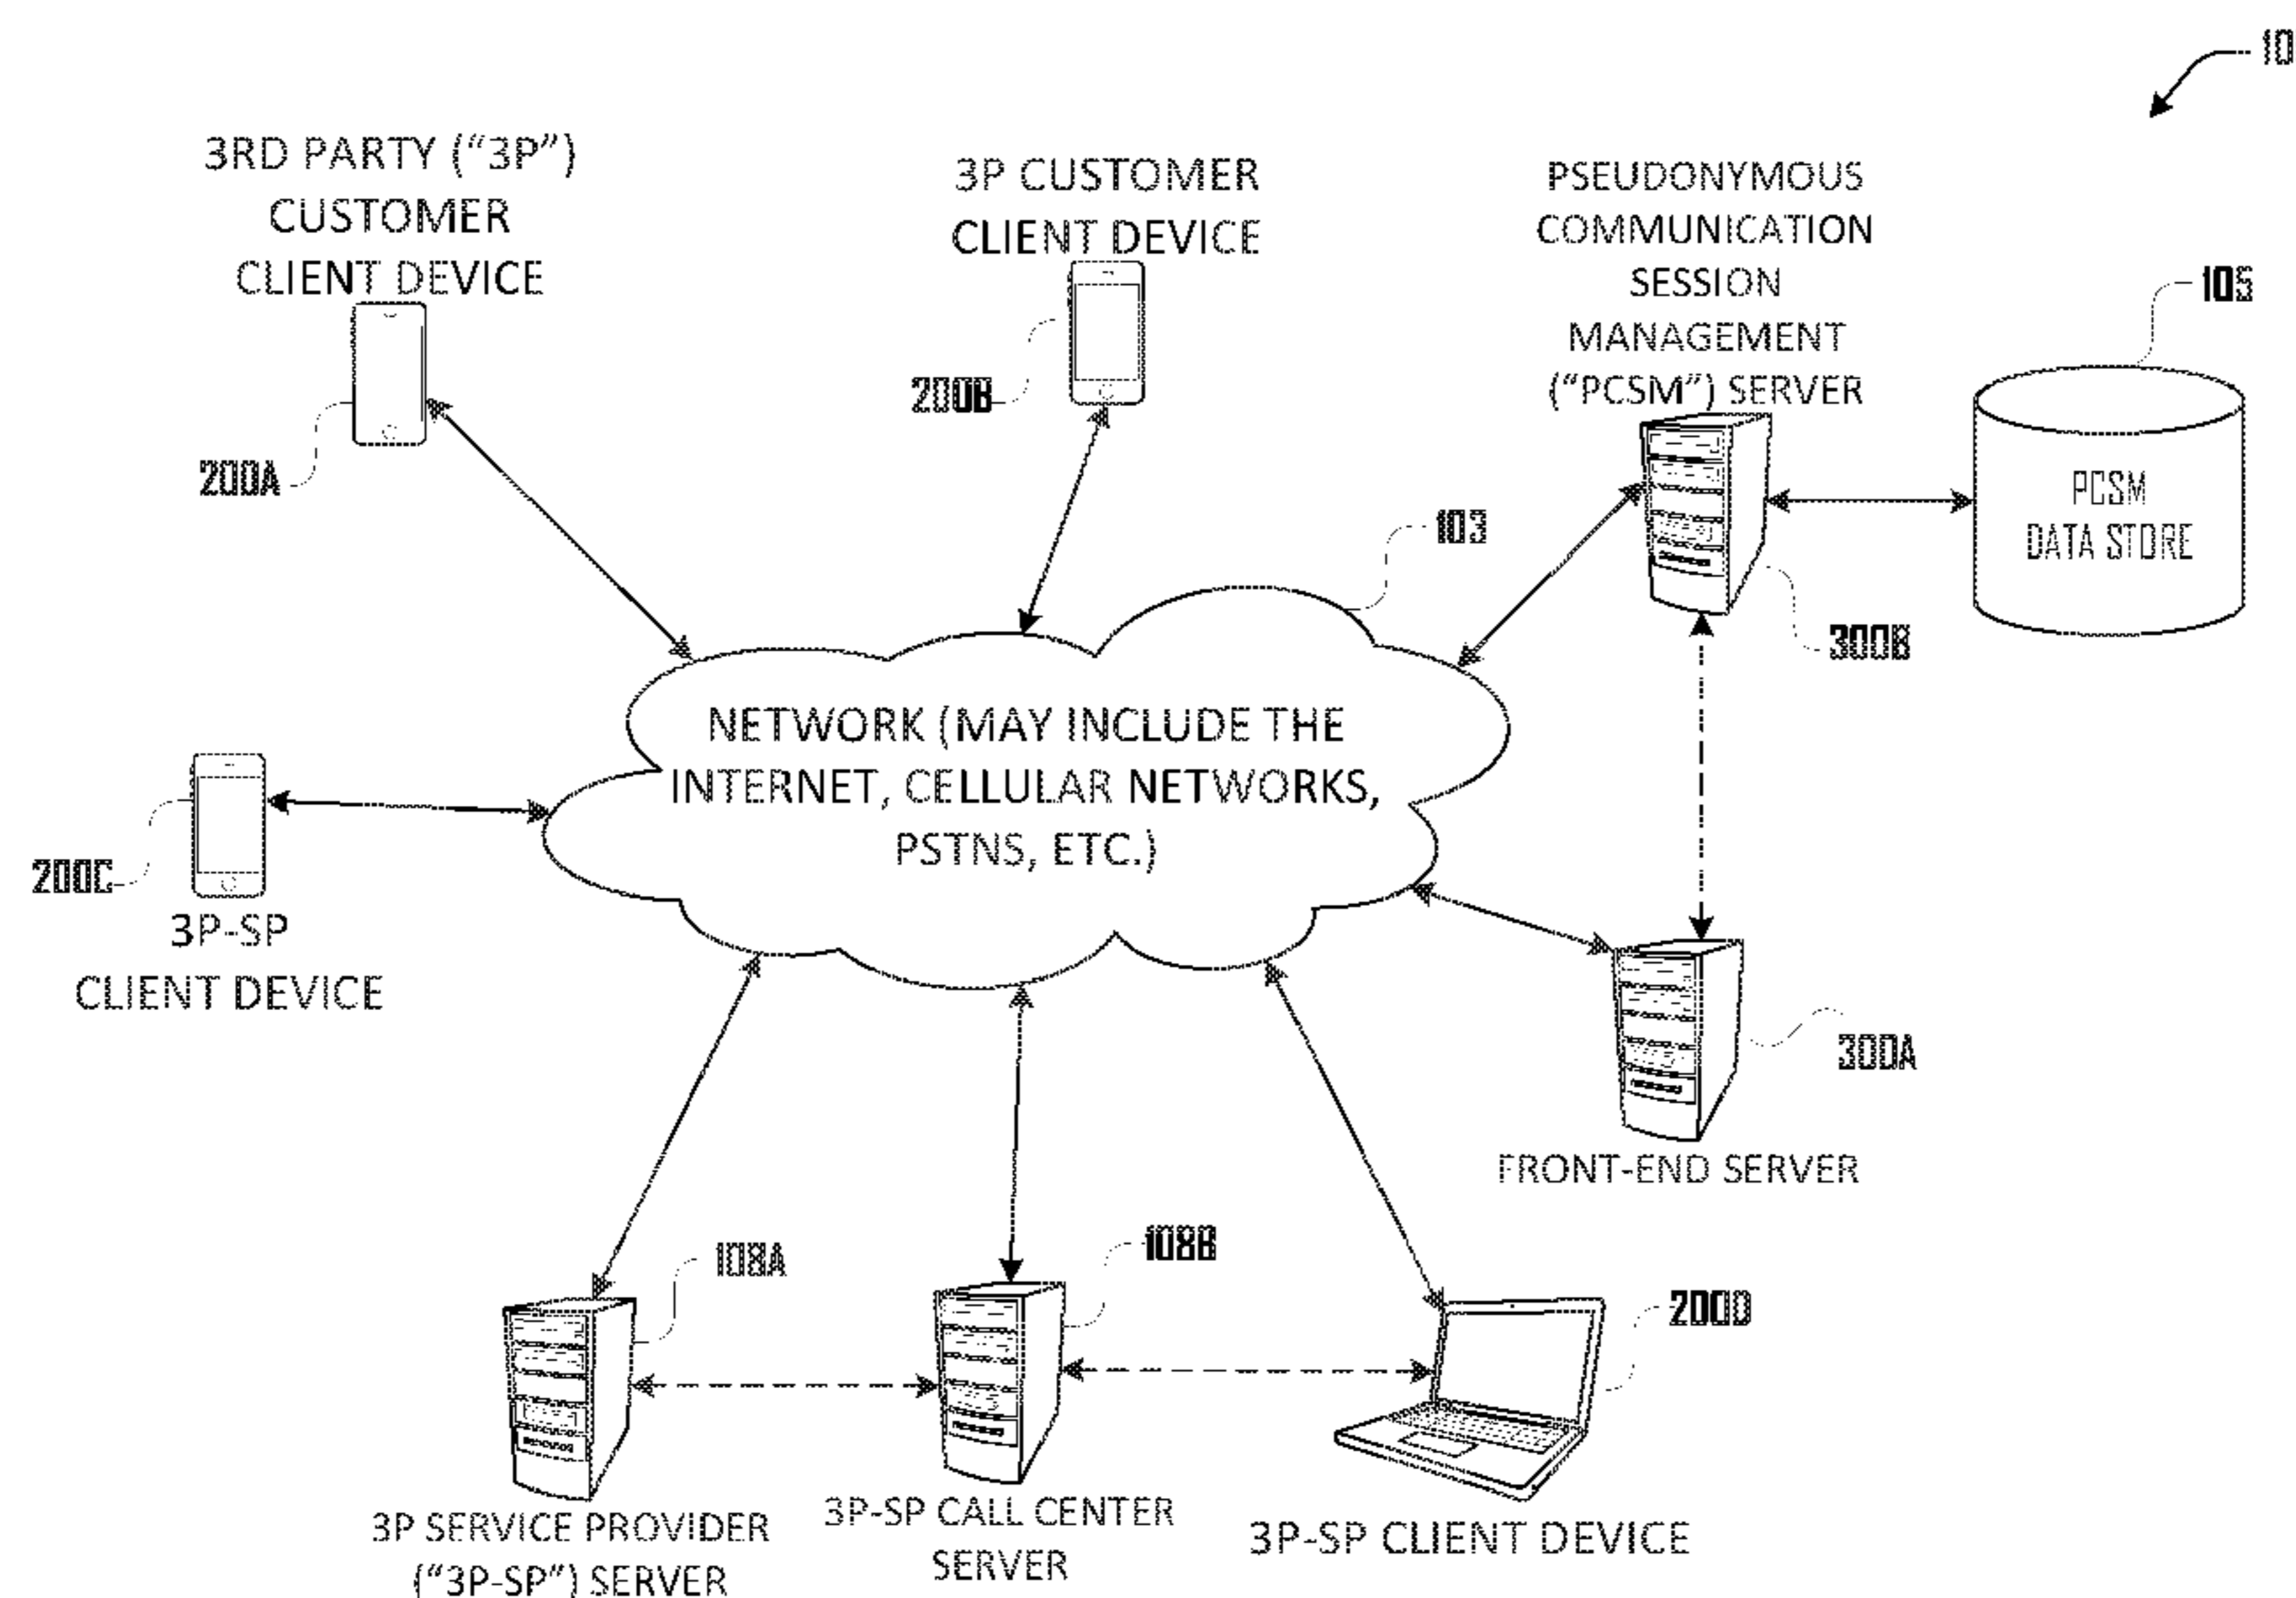 10
3RD PARTY (“3P”)
CUSTOMER
CLIENT DEVICE
200A
3P CUSTOMER
CLIENT DEVICE
200B
PSEUDONYMOUS
COMMUNICATION
SESSION
MANAGEMENT
(“PCSM”) SERVER
105
PCSM
DATA STORE
300B
103
NETWORK (MAY INCLUDE THE
INTERNET, CELLULAR NETWORKS,
PSTNS, ETC.)
200C
3P-SP
CLIENT DEVICE
300A
FRONT-END SERVER
108A
3P SERVICE PROVIDER
(“3P-SP”) SERVER
108B
3P-SP CALL CENTER
SERVER
200D
3P-SP CLIENT DEVICE